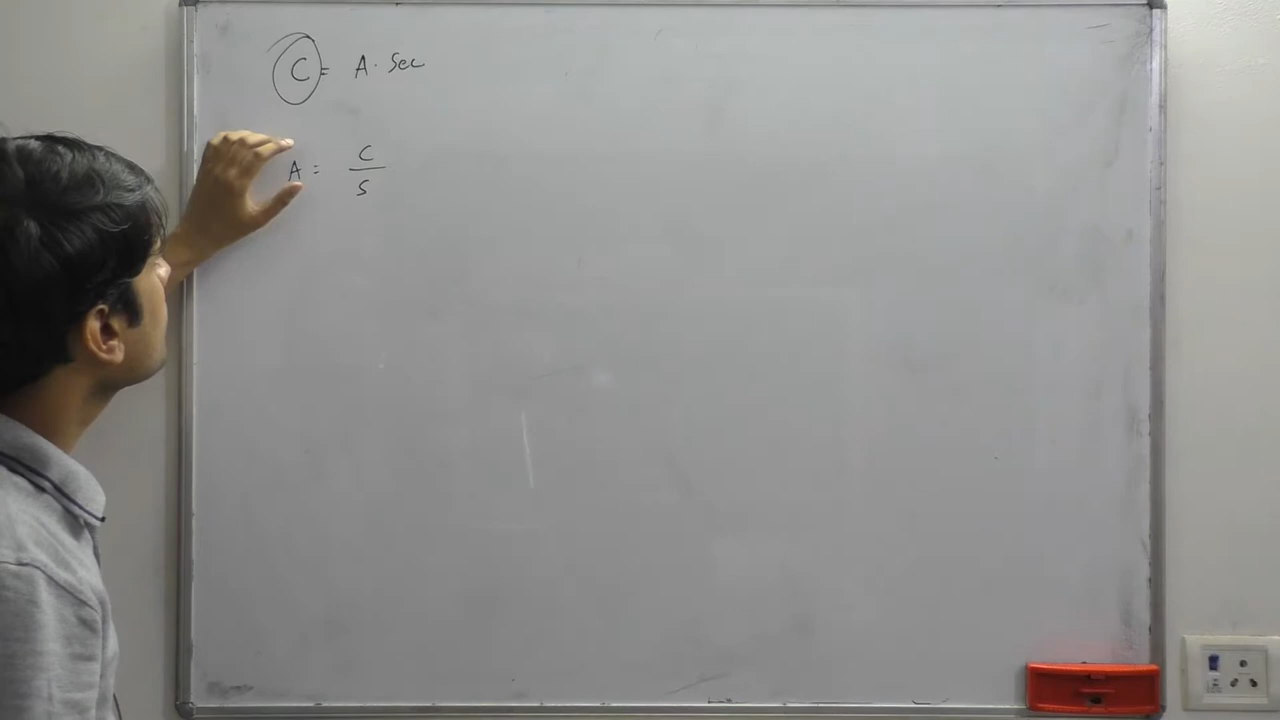 C = A. Sec
A = C/S